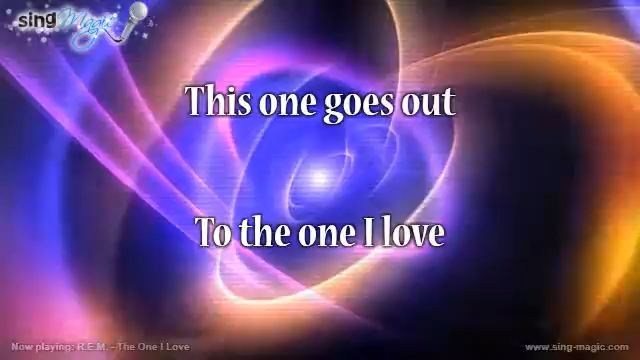 sing Magic
This one goes out
To the one I love
Now playing: R.E.M. - The One I Love
www.sing-magic.com